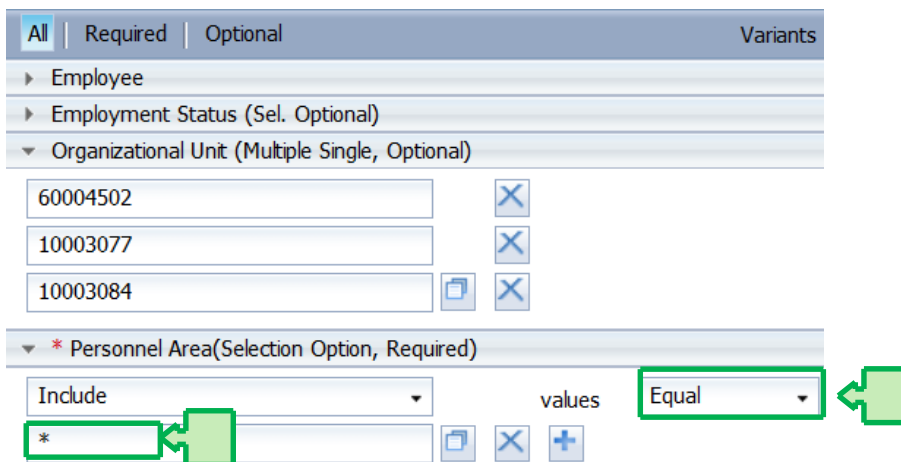 All Required Optional Variants
Employee
Employment Status (Sel. Optional)
Organizational Unit (Multiple Single, Optional)
60004502
10003077
10003084
* Personnel Area(Selection Option, Required)
Include values Equal
*